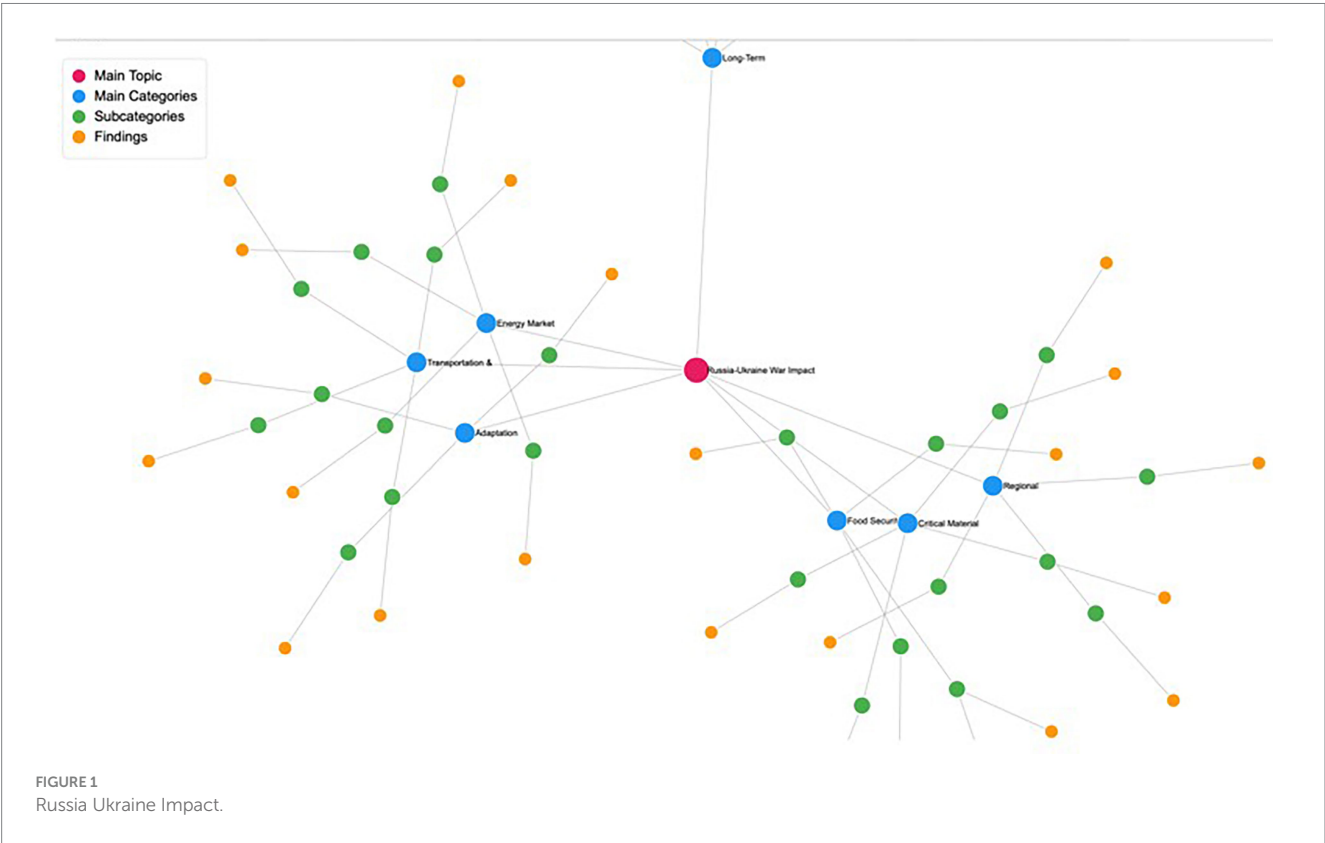 Long-Term
Main Topic
Main Categories
Subcategories
Findings
Energy Market
Transportation &
Russia-Ukraine War Impact
Adaptation
Regional
Food Securit
Critical Material
FIGURE 1
Russia Ukraine Impact.